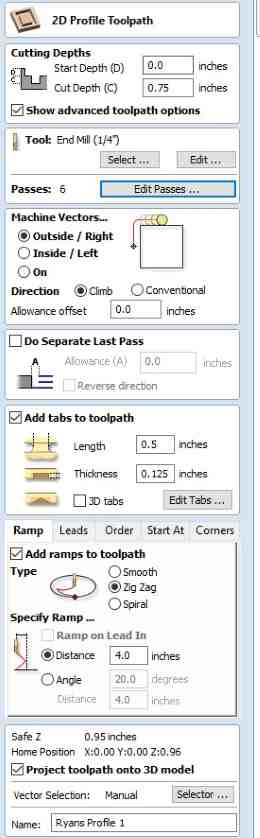 2D Profile Toolpath
Cutting Depths
Start Depth (D) 0.0 inches
Cut Depth (C) 0.75 inches
Show advanced toolpath options
Tool: End Mill (1/4")
Select ... Edit ...
Passes: 6 Edit Passes ...
Machine Vectors...
Outside / Right
Inside / Left
On
Direction Climb Conventional
Allowance offset 0.0 inches
Do Separate Last Pass
A Allowance (A) 0.0 inches
Reverse direction
Add tabs to toolpath
Length 0.5 inches
Thickness 0.125 inches
3D tabs Edit Tabs ...
Ramp Leads Order Start At Corners
Add ramps to toolpath
Type Smooth
Zig Zag
Spiral
Specify Ramp ...
Ramp on Lead In
Distance 4.0 inches
Angle 20.0 degrees
Distance 4.0 inches
Safe Z 0.95 inches
Home Position X:0.00 Y:0.00 Z:0.96
Project toolpath onto 3D model
Vector Selection: Manual Selector ...
Name: Ryans Profile 1